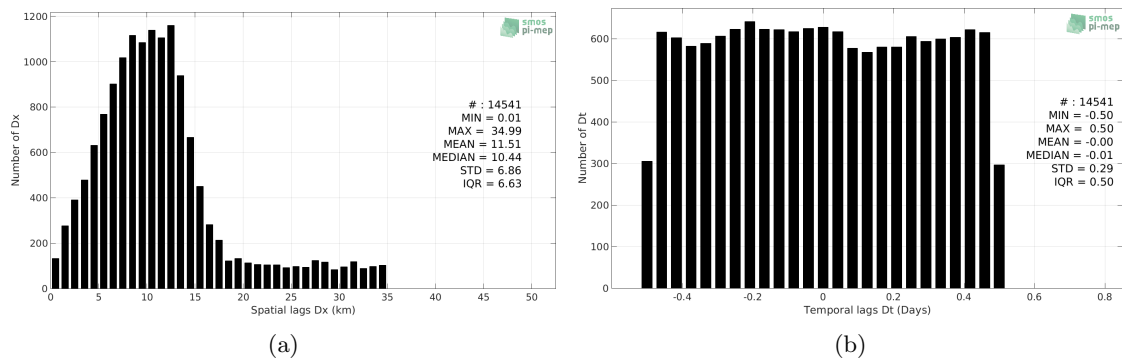 1200
1000
800
600
400
200
0
Number of Dx
0 5 10 15 20 25 30 35 40 45 50
Spatial lags Dx (km)
smos
pi-mep
# : 14541
MIN = 0.01
MAX = 34.99
MEAN = 11.51
MEDIAN = 10.44
STD = 6.86
IQR = 6.63
(a)
600
500
400
300
200
100
0
Number of Dt
-0.4 -0.2 0 0.2 0.4 0.6 0.8
Temporal lags Dt (Days)
smos
pi-mep
# : 14541
MIN = -0.50
MAX = 0.50
MEAN = -0.00
MEDIAN = -0.01
STD = 0.29
IQR = 0.50
(b)